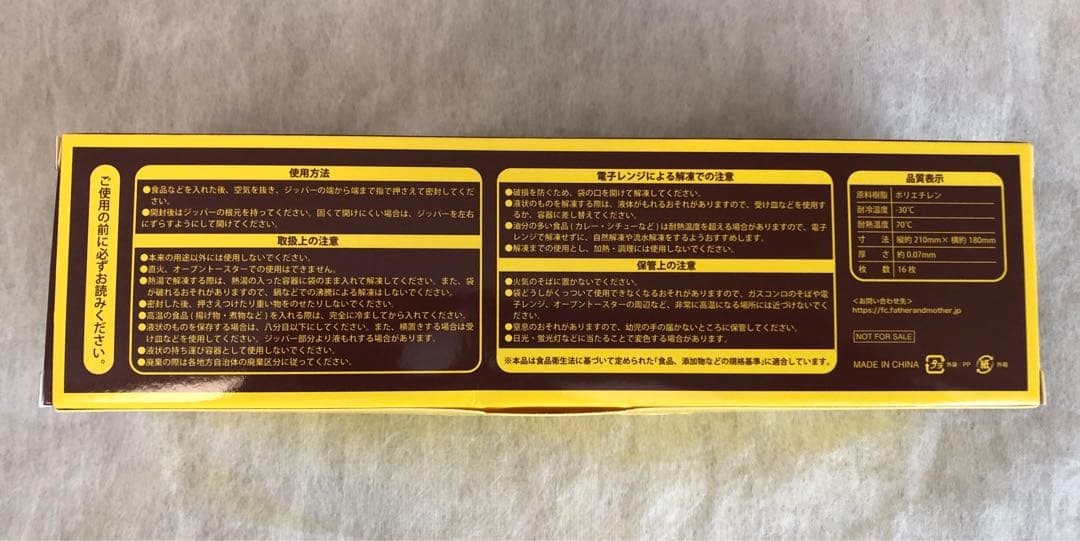 ご使用の前に必ずお読みください。
使用方法
●食品などを入れた後、空気を抜き、ジッパーの端から端まで指で押さえて密封してくだ
さい。
●開封後はジッパーの根元を持ってください。固くて開けにくい場合は、ジッパーを左右
にずらすようにして開けてください。
取扱上の注意
●本来の用途以外には使用しないでください。
●直火、オーブントースターでの使用はできません。
●熱湯で解凍する際は、熱湯の入った容器に袋のまま入れて解凍してください。また、袋
が破れるおそれがありますので、鍋などでの沸騰による解凍はしないでください。
●密封した後、押さえつけたり重い物をのせたりしないでください。
●高温の食品(揚げ物・煮物など)を入れる際は、完全に冷ましてから入れてください。
●液状のものを保存する場合は、八分目以下にしてください。また、横置きする場合は受
け皿などを使用してください。ジッパー部分より液もれする場合があります。
●液状の持ち運び容器として使用しないでください。
●廃棄の際は各地方自治体の廃棄区分に従ってください。
電子レンジによる解凍での注意
●破損を防ぐため、袋の口を開けて解凍してください。
●液状のものを解凍する際は、液体がもれるおそれがありますので、受け皿などを使用す
るか、容器に差し替えてください。
●油分の多い食品(カレー・シチューなど)は耐熱温度を超える場合がありますので、電子
レンジで解凍せずに、自然解凍や流水解凍をするようおすすめします。
●解凍までの使用とし、加熱・調理には使用しないでください。
保管上の注意
●火気のそばに置かないでください。
●袋どうしがくっついて使用できなくなるおそれがありますので、ガスコンロのそばや電
子レンジ、オーブントースターの周辺など、非常に高温になる場所には近づけないでくだ
さい。
●窒息のおそれがありますので、幼児の手の届かないところに保管してください。
●日光・蛍光灯などに当たることで変色する場合があります。
※本品は食品衛生法に基づいて定められた「食品、添加物などの規格基準」に適合しています。
品質表示
原料樹脂 ポリエチレン
耐冷温度 -30℃
耐熱温度 70℃
寸法 縦約210mm×横約180mm
厚さ 約0.07mm
枚数 16枚
<お問い合わせ先>
https://fc.fatherandmother.jp
NOT FOR SALE
MADE IN CHINA プラ 外袋:PP 紙 外箱